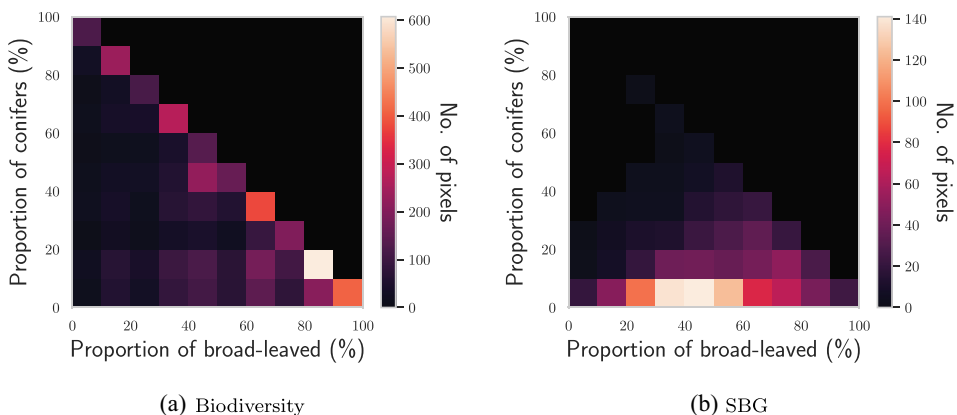 100
80
60
40
20
0
Proportion of conifers (%)
0 20 40 60 80 100
Proportion of broad-leaved (%)
600
500
400
300
200
100
0
No. of pixels
(a) Biodiversity
100
80
60
40
20
0
Proportion of conifers (%)
0 20 40 60 80 100
Proportion of broad-leaved (%)
140
120
100
80
60
40
20
0
No. of pixels
(b) SBG